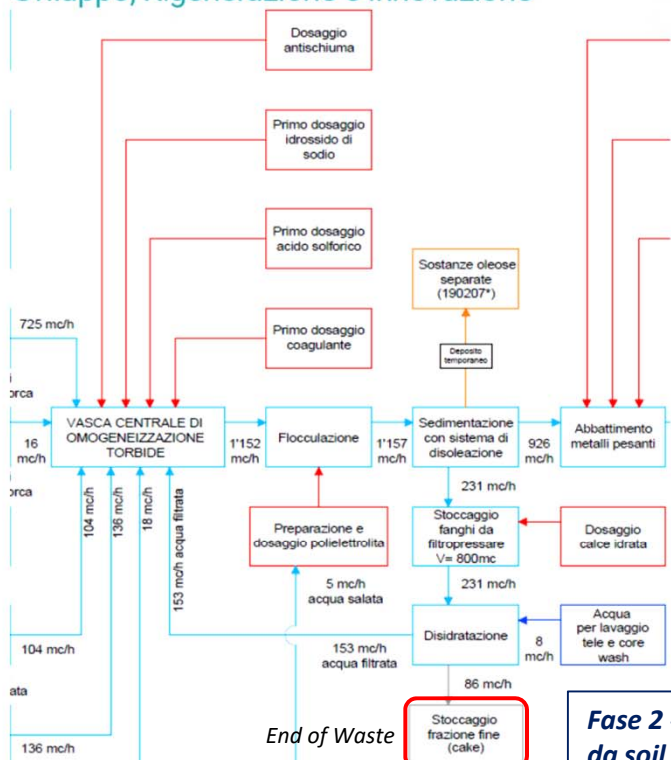 Dosaggio
antischiuma
Primo dosaggio
idrossido di
sodio
Primo dosaggio
acido solforico
Sostanze oleose
separate
(190207*)
725 mc/h
Primo dosaggio
coagulante
Deposito
temporaneo
orca
16
mc/h
VASCA CENTRALE DI
OMOGENEIZZAZIONE
TORBIDE
1'152
mc/h
Flocculazione
1'157
mc/h
Sedimentazione
con sistema di
disoleazione
926
mc/h
Abbattimento
metalli pesanti
orca
104 mc/h
136 mc/h
18 mc/h
153 mc/h acqua filtrata
231 mc/h
Preparazione e
dosaggio polielettrolita
Stoccaggio
fanghi da
filtropressare
V= 800mc
Dosaggio
calce idrata
5 mc/h
acqua salata
231 mc/h
104 mc/h
153 mc/h
acqua filtrata
Disidratazione
8
mc/h
Acqua
per lavaggio
tele e core
wash
ata
86 mc/h
136 mc/h
End of Waste
Stoccaggio
frazione fine
(cake)
Fase 2
da soil